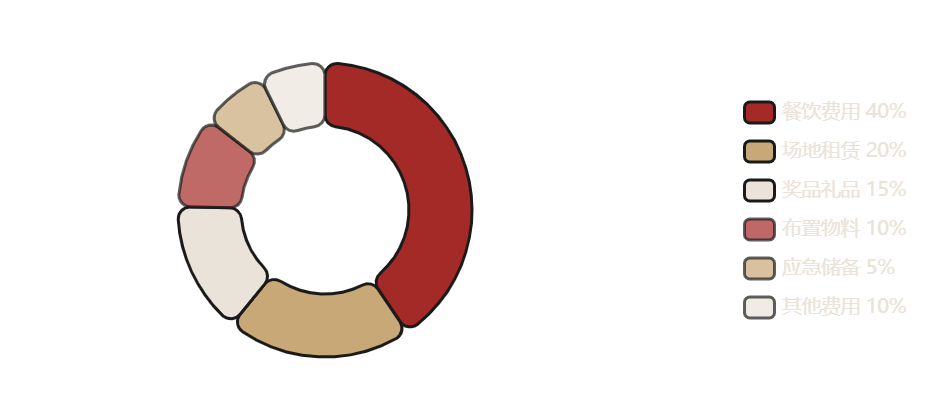 餐饮费用 40%
场地租赁 20%
奖品礼品 15%
布置物料 10%
应急储备 5%
其他费用 10%